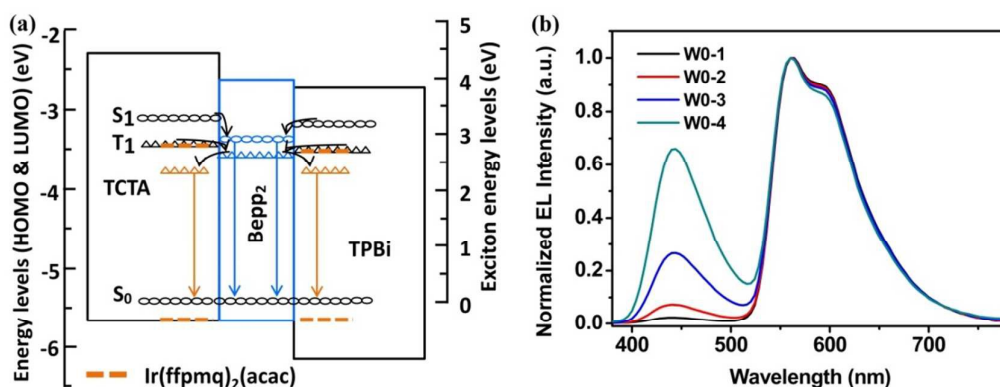 (a)
Energy levels (HOMO & LUMO) (eV)
-2
-3
-4
-5
-6
S1
T1
TCTA
Bepp2
TPBi
S0
Ir(ffpmq)2(acac)
5
4
3
2
1
0
Exciton energy levels (eV)
(b)
Normalized EL Intensity (a.u.)
1.0
0.8
0.6
0.4
0.2
0.0
W0-1
W0-2
W0-3
W0-4
400
500
600
700
Wavelength (nm)